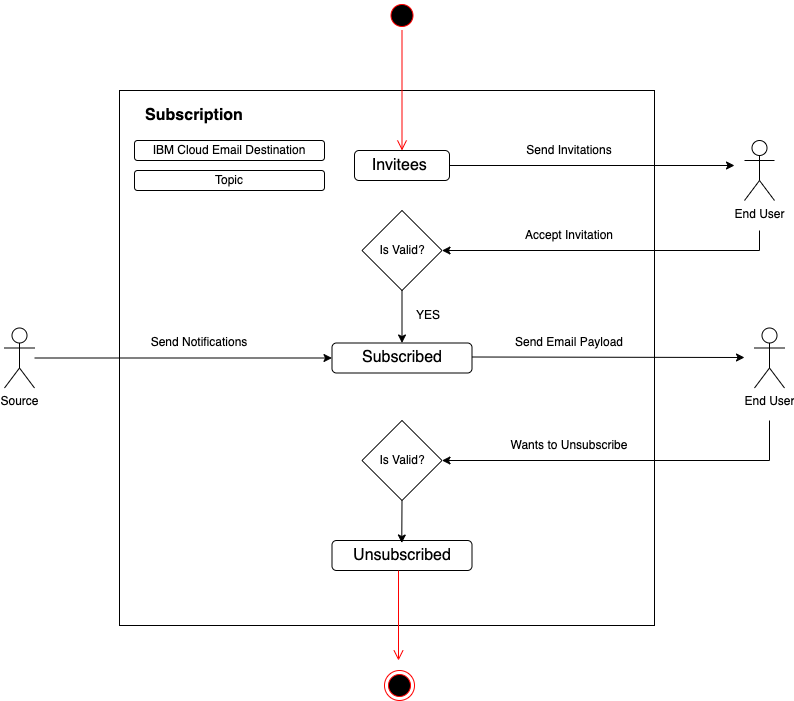 Subscription
IBM Cloud Email Destination
Topic
Invitees
Send Invitations
End User
Accept Invitation
Is Valid?
YES
Send Notifications
Source
Subscribed
Send Email Payload
End User
Wants to Unsubscribe
Is Valid?
Unsubscribed